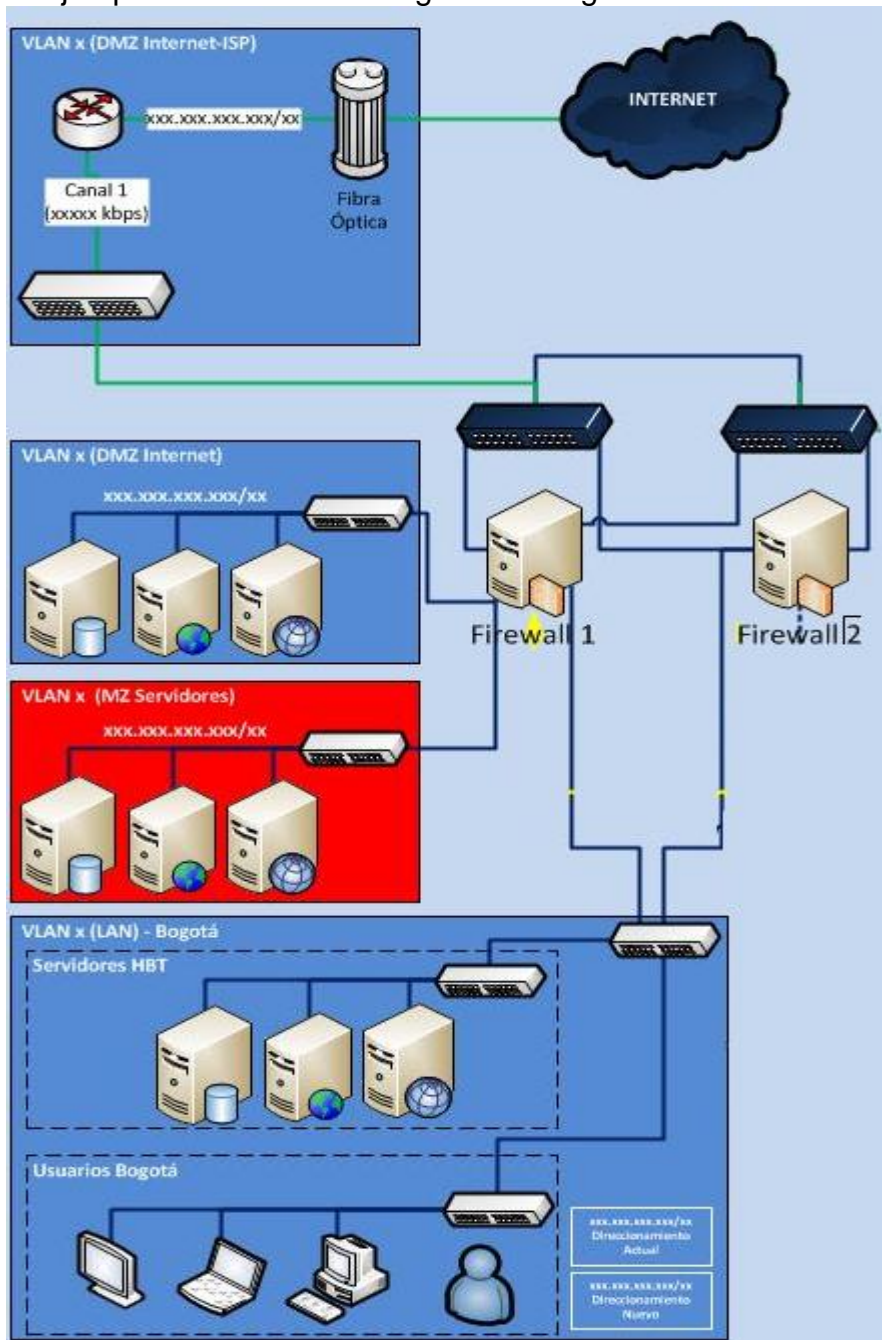 VLAN x (DMZ Internet-ISP)
xxx.xxx.xxx.xxx/xx
INTERNET
Canal 1
(xxxxx kbps)
Fibra
Óptica
VLAN x (DMZ Internet)
xxx.xxx.xxx.xxx/xx
Firewall 1
Firewall 2
VLAN x (MZ Servidores)
xxx.xxx.xxx.xxx/xx
VLAN x (LAN) - Bogotá
Servidores HBT
Usuarios Bogotá
xxx.xxx.xxx.xxx/xx
Direccionamiento
Actual
xxx.xxx.xxx.xxx/xx
Direccionamiento
Nuevo